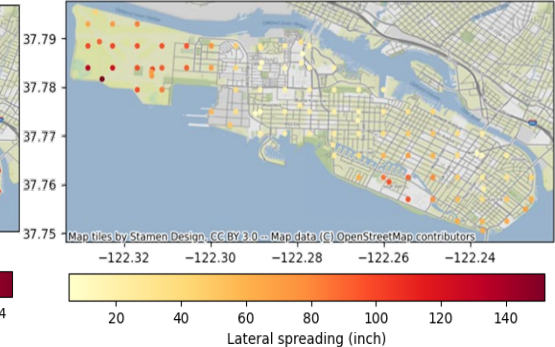 37.79
37.78
37.77
37.76
37.75
Map tiles by Stamen Design, CC BY 3.0 -- Map data (C) OpenStreetMap contributors
−122.32 −122.30 −122.28 −122.26 −122.24
4
20 40 60 80 100 120 140
Lateral spreading (inch)